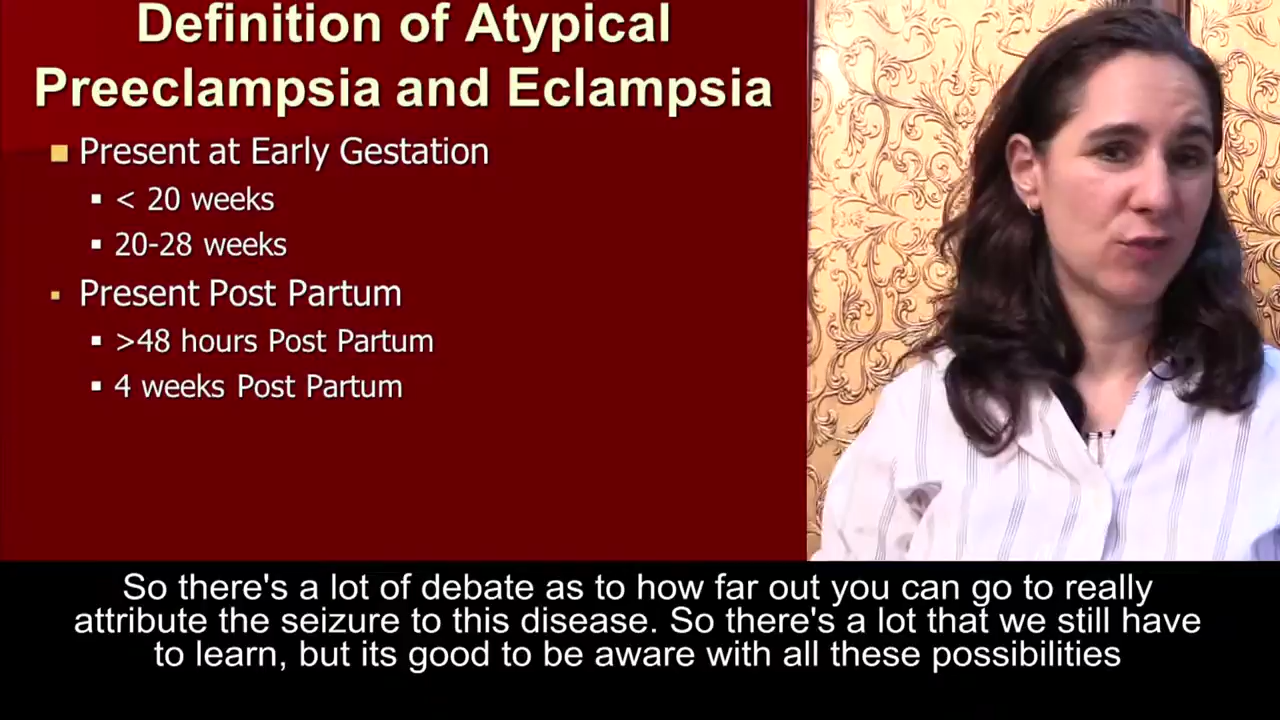 Definition of Atypical
Preeclampsia and Eclampsia
Present at Early Gestation
< 20 weeks
20-28 weeks
Present Post Partum
>48 hours Post Partum
4 weeks Post Partum
So there's a lot of debate as to how far out you can go to really
attribute the seizure to this disease. So there's a lot that we still have
to learn, but its good to be aware with all these possibilities